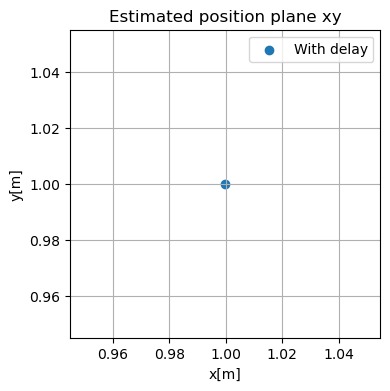 Estimated position plane xy
With delay
y[m]
1.04
1.02
1.00
0.98
0.96
0.96 0.98 1.00 1.02 1.04
x[m]